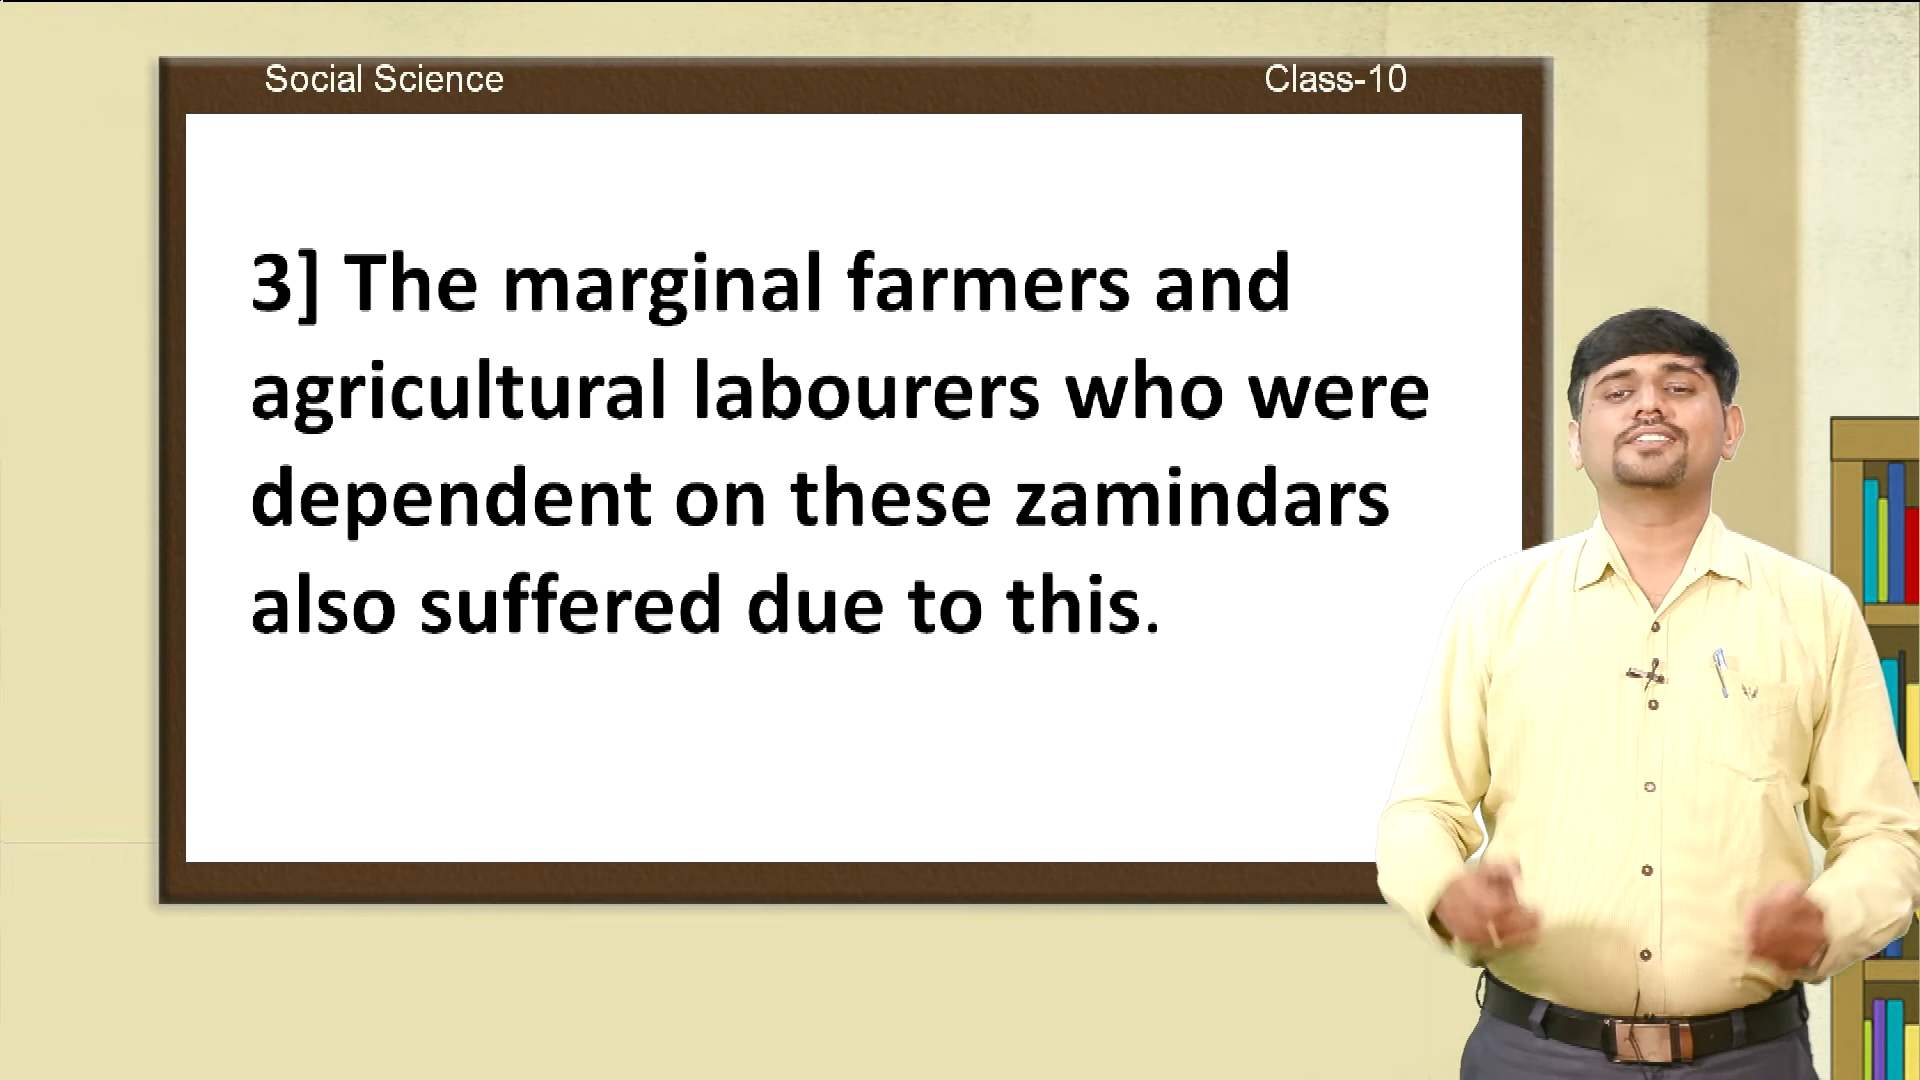 Social Science
Class-10
3] The marginal farmers and
agricultural labourers who were
dependent on these zamindars
also suffered due to this.